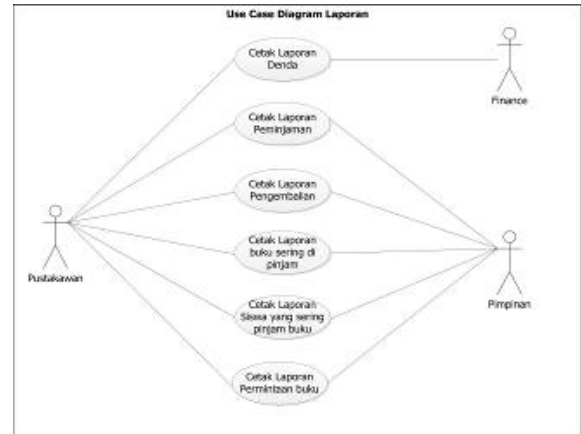 Use Case Diagram Laporan
Cetak Laporan
Denda
Finance
Cetak Laporan
Peminjaman
Cetak Laporan
Pengembalian
Cetak Laporan
buku sering di
pinjam
Pustakawan
Pimpinan
Cetak Laporan
Siswa yang sering
pinjam buku
Cetak Laporan
buku